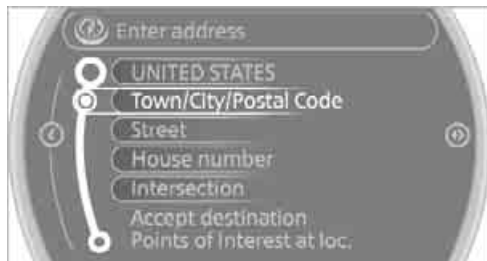 Enter address
UNITED STATES
Town/City/Postal Code
Street
House number
Intersection
Accept destination
Points of Interest at loc.